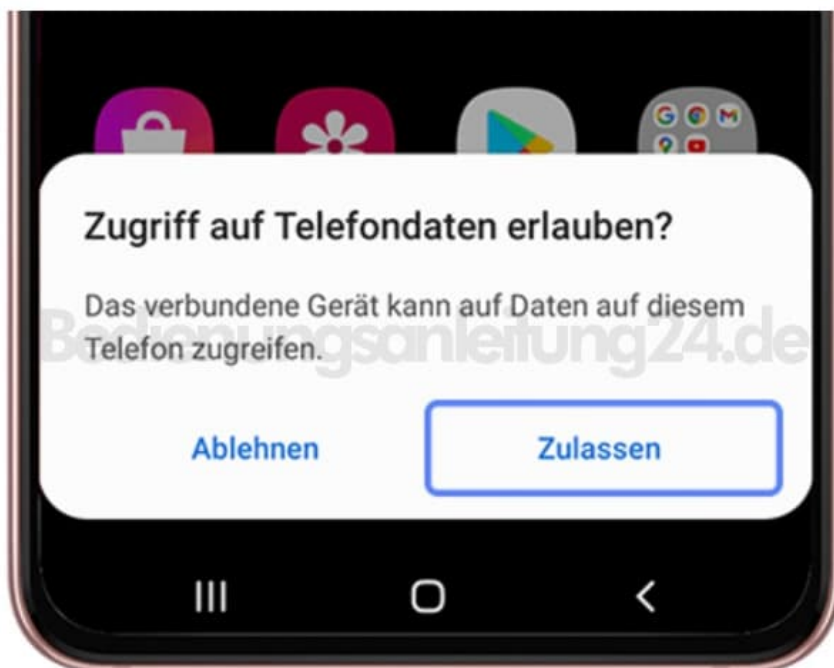 Zugriff auf Telefondaten erlauben?
Das verbundene Gerät kann auf Daten auf diesem
Telefon zugreifen.
Bedienungsanleitung24.de
Ablehnen
Zulassen